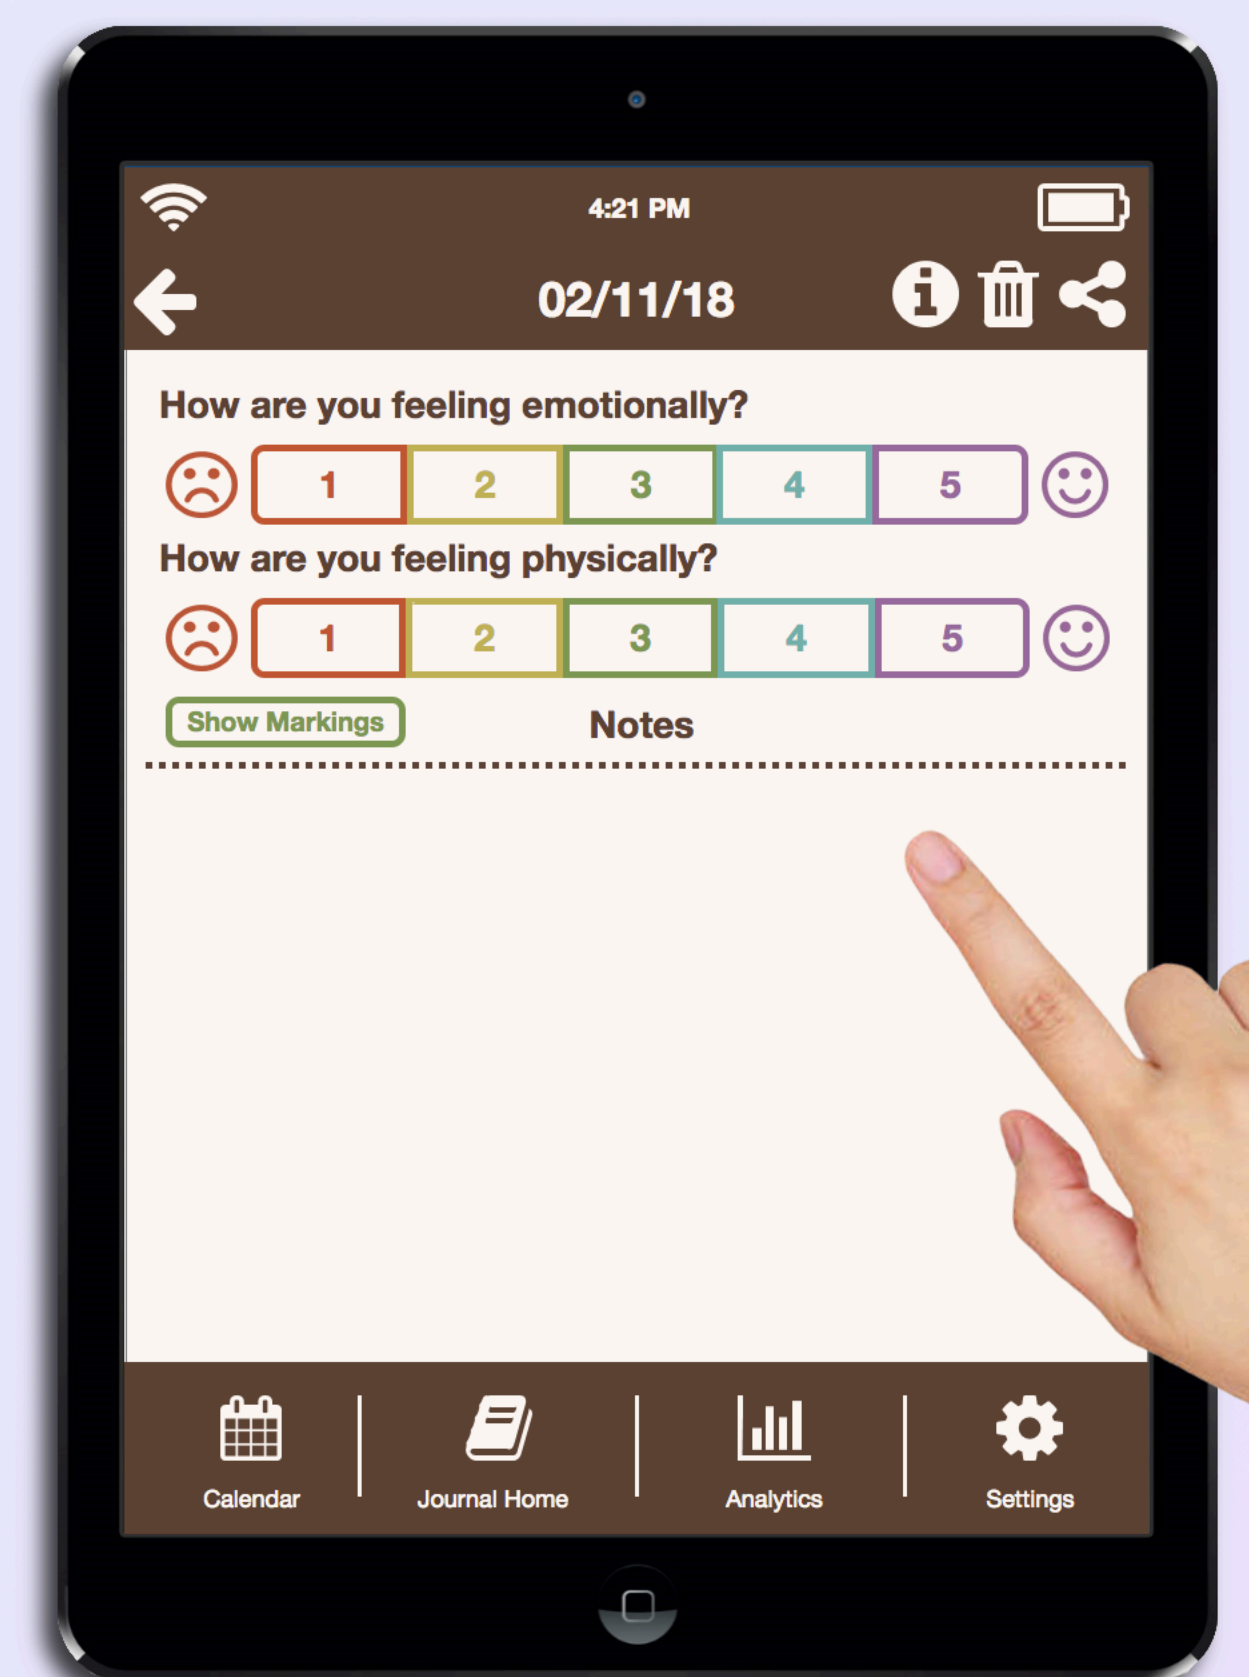 4:21 PM
02/11/18
How are you feeling emotionally?
1 2 3 4 5
How are you feeling physically?
1 2 3 4 5
Show Markings Notes
Calendar Journal Home Analytics Settings